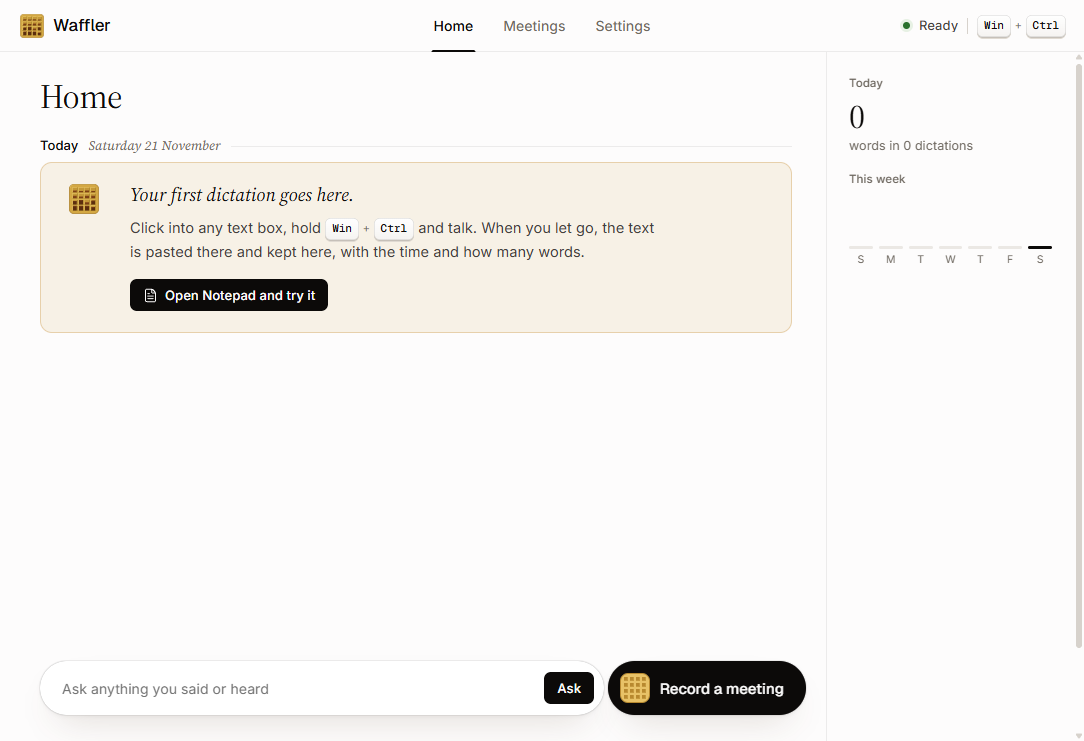 Waffler
Home
Meetings
Settings
Ready
Win + Ctrl
Home
Today Saturday 21 November
Your first dictation goes here.
Click into any text box, hold Win + Ctrl and talk. When you let go, the text
is pasted there and kept here, with the time and how many words.
Open Notepad and try it
Today
0
words in 0 dictations
This week
S M T W T F S
Ask anything you said or heard
Ask
Record a meeting